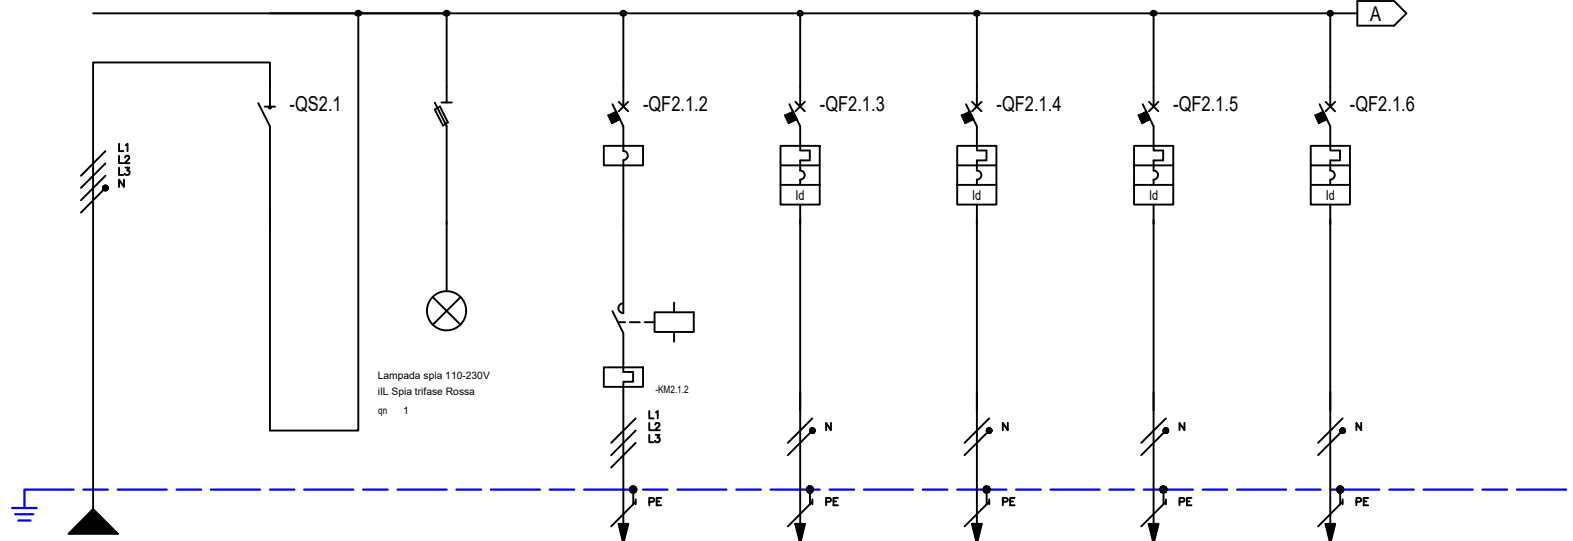 A
-QS2.1
-QF2.1.2
-QF2.1.3
-QF2.1.4
-QF2.1.5
-QF2.1.6
L1
L2
L3
N
Id
Id
Id
Id
Lampada spia 110-230V
iIL Spia trifase Rossa
qn 1
-KM2.1.2
L1
L2
L3
N
N
N
N
PE
PE
PE
PE
PE